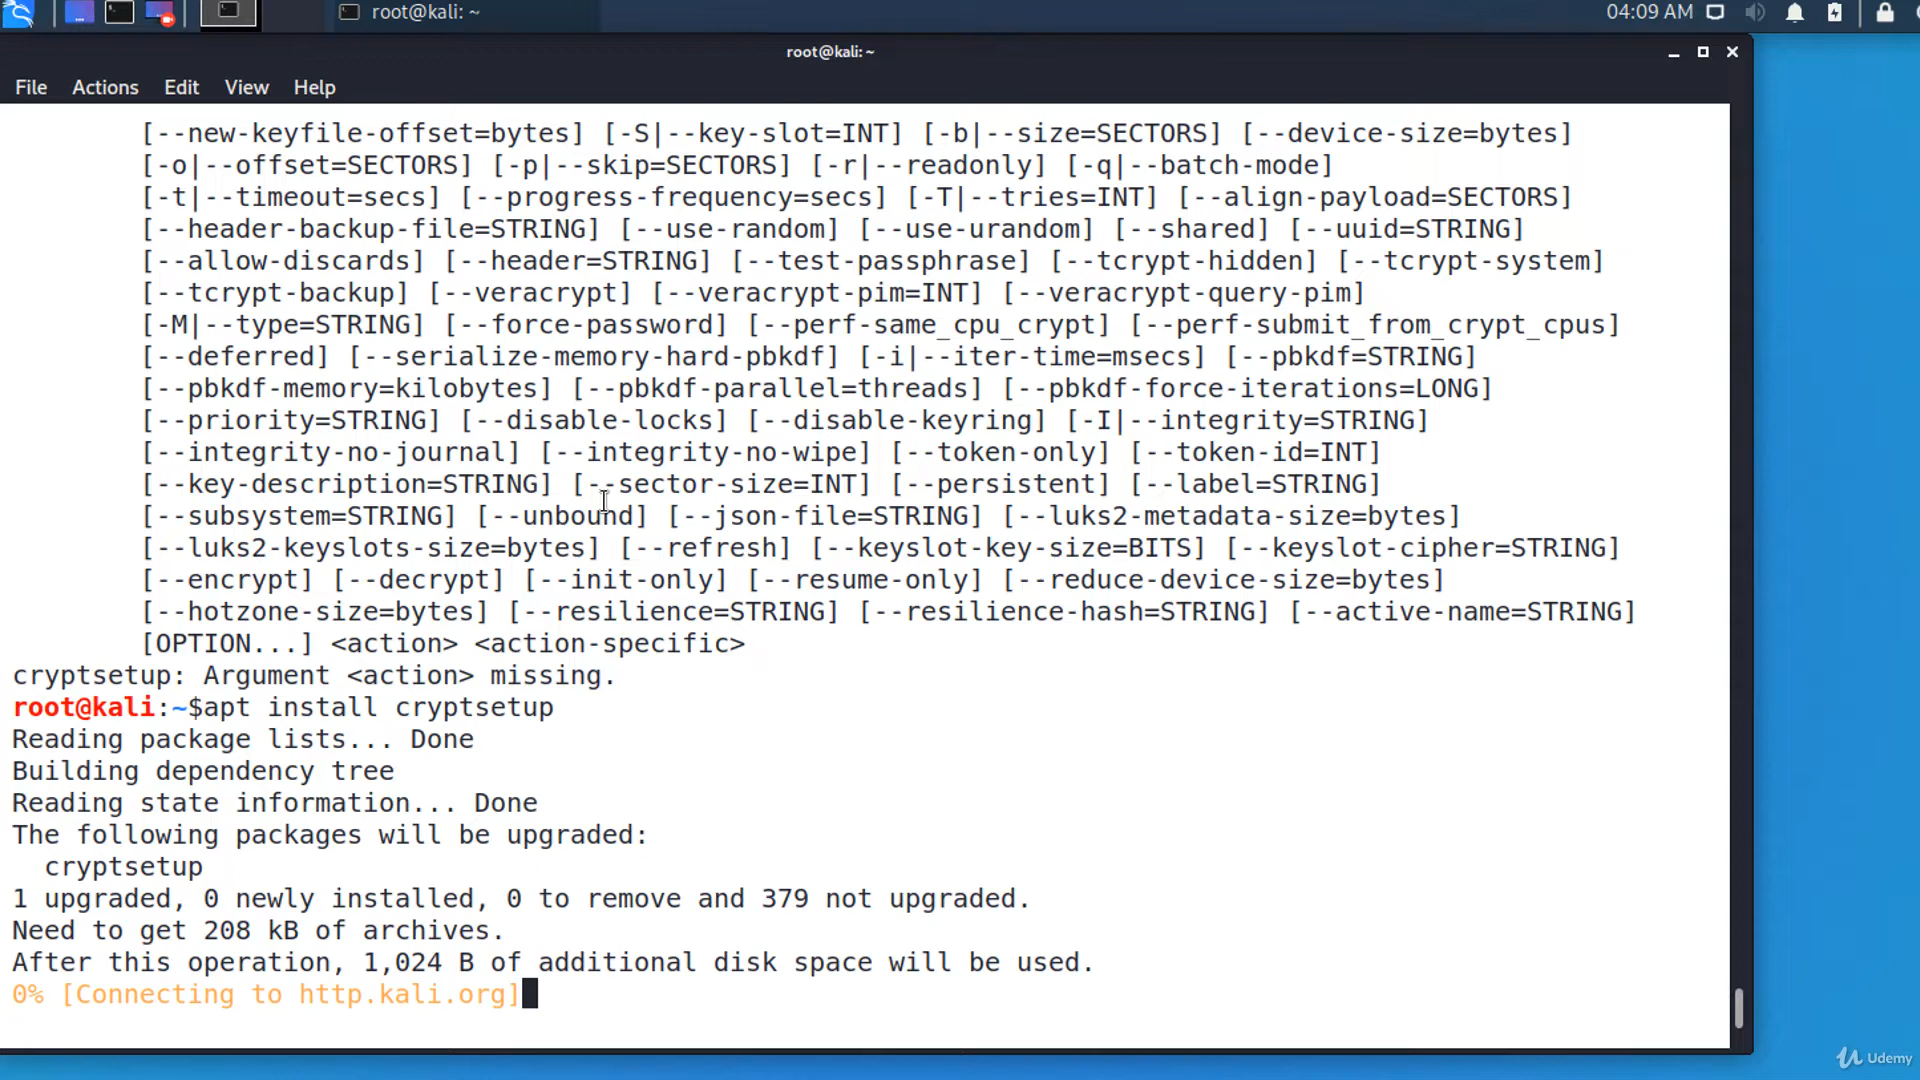 root@kali: ~
04:09 AM
root@kali: ~
File Actions Edit View Help
[--new-keyfile-offset=bytes] [-S|--key-slot=INT] [-b|--size=SECTORS] [--device-size=bytes]
[-o|--offset=SECTORS] [-p|--skip=SECTORS] [-r|--readonly] [-q|--batch-mode]
[-t|--timeout=secs] [--progress-frequency=secs] [-T|--tries=INT] [--align-payload=SECTORS]
[--header-backup-file=STRING] [--use-random] [--use-urandom] [--shared] [--uuid=STRING]
[--allow-discards] [--header=STRING] [--test-passphrase] [--tcrypt-hidden] [--tcrypt-system]
[--tcrypt-backup] [--veracrypt] [--veracrypt-pim=INT] [--veracrypt-query-pim]
[-M|--type=STRING] [--force-password] [--perf-same_cpu_crypt] [--perf-submit_from_crypt_cpus]
[--deferred] [--serialize-memory-hard-pbkdf] [-i|--iter-time=msecs] [--pbkdf=STRING]
[--pbkdf-memory=kilobytes] [--pbkdf-parallel=threads] [--pbkdf-force-iterations=LONG]
[--priority=STRING] [--disable-locks] [--disable-keyring] [-I|--integrity=STRING]
[--integrity-no-journal] [--integrity-no-wipe] [--token-only] [--token-id=INT]
[--key-description=STRING] [--sector-size=INT] [--persistent] [--label=STRING]
[--subsystem=STRING] [--unbound] [--json-file=STRING] [--luks2-metadata-size=bytes]
[--luks2-keyslots-size=bytes] [--refresh] [--keyslot-key-size=BITS] [--keyslot-cipher=STRING]
[--encrypt] [--decrypt] [--init-only] [--resume-only] [--reduce-device-size=bytes]
[--hotzone-size=bytes] [--resilience=STRING] [--resilience-hash=STRING] [--active-name=STRING]
[OPTION...] <action> <action-specific>
cryptsetup: Argument <action> missing.
root@kali:~$apt install cryptsetup
Reading package lists... Done
Building dependency tree
Reading state information... Done
The following packages will be upgraded:
cryptsetup
1 upgraded, 0 newly installed, 0 to remove and 379 not upgraded.
Need to get 208 kB of archives.
After this operation, 1,024 B of additional disk space will be used.
0% [Connecting to http.kali.org]
Udemy